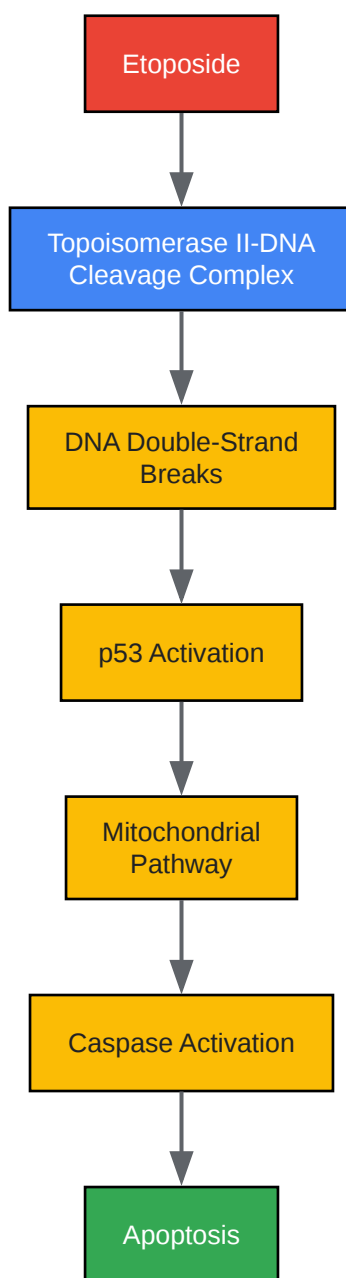 Etoposide
Topoisomerase II-DNA
Cleavage Complex
DNA Double-Strand
Breaks
p53 Activation
Mitochondrial
Pathway
Caspase Activation
Apoptosis